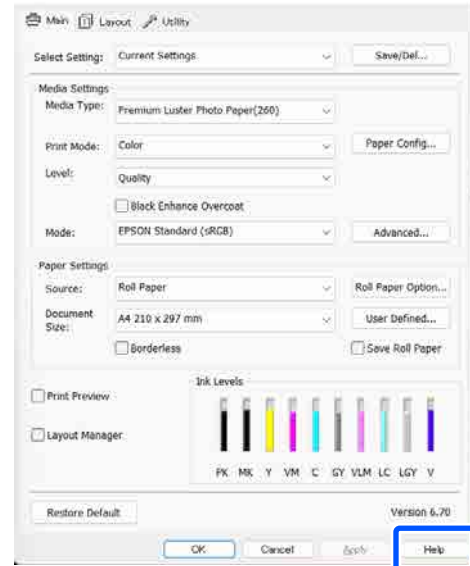 Main Layout Utility
Select Setting: Current Settings Save/Del...
Media Settings
Media Type: Premium Luster Photo Paper(260)
Print Mode: Color Paper Config...
Level: Quality
Black Enhance Overcoat
Mode: EPSON Standard (sRGB) Advanced...
Paper Settings
Source: Roll Paper Roll Paper Option...
Document Size: A4 210 x 297 mm User Defined...
Borderless Save Roll Paper
Print Preview
Ink Levels
Layout Manager
PK MK Y VM C GY VLM LC LGY V
Restore Default Version 6.70
OK Cancel Apply Help